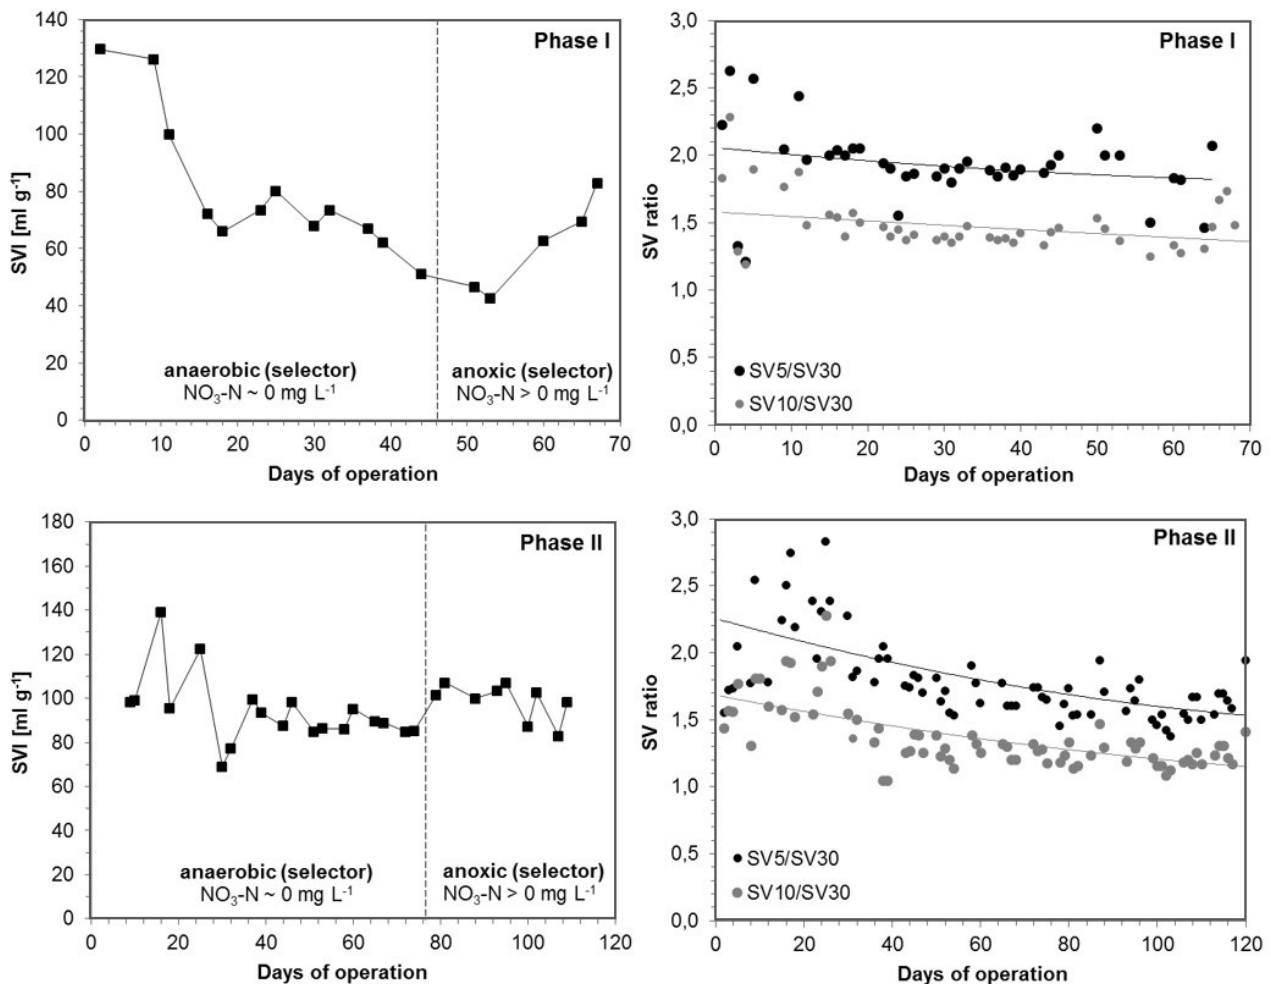 Phase I
SVI [ml g⁻¹]
140
120
100
80
60
40
20
0
anaerobic (selector)
NO₃-N ~ 0 mg L⁻¹
anoxic (selector)
NO₃-N > 0 mg L⁻¹
0 10 20 30 40 50 60 70
Days of operation
Phase I
SV ratio
3,0
2,5
2,0
1,5
1,0
0,5
0,0
SV5/SV30
SV10/SV30
0 10 20 30 40 50 60 70
Days of operation
Phase II
SVI [ml g⁻¹]
180
160
140
120
100
80
60
40
20
0
anaerobic (selector)
NO₃-N ~ 0 mg L⁻¹
anoxic (selector)
NO₃-N > 0 mg L⁻¹
0 20 40 60 80 100 120
Days of operation
Phase II
SV ratio
3,0
2,5
2,0
1,5
1,0
0,5
0,0
SV5/SV30
SV10/SV30
0 20 40 60 80 100 120
Days of operation